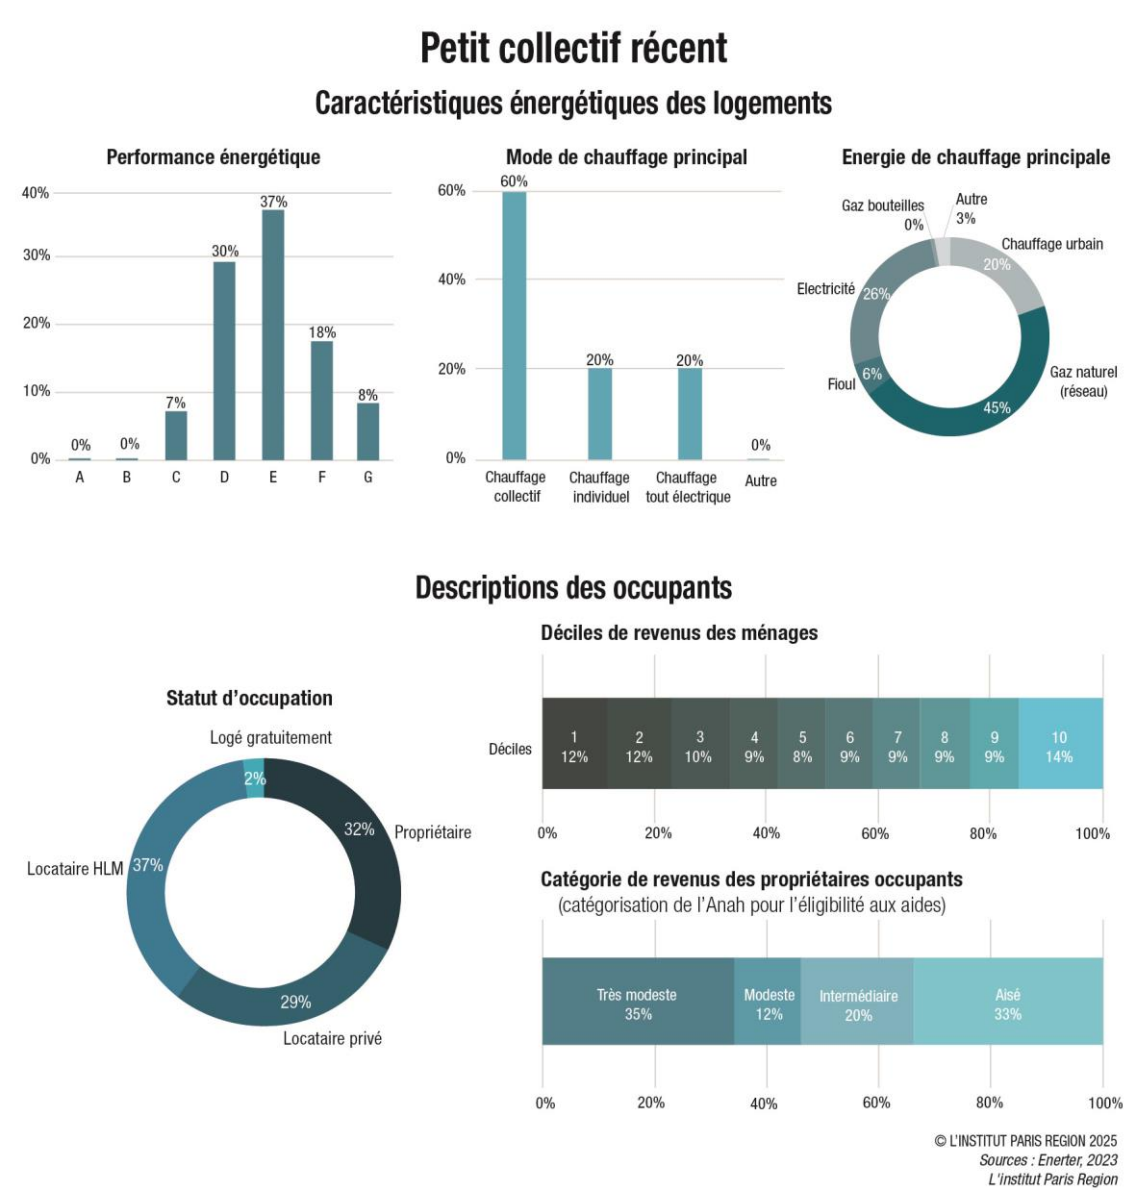 Petit collectif récent
Caractéristiques énergétiques des logements
Performance énergétique
40%
30%
20%
10%
0%
0%
0%
7%
30%
37%
18%
8%
A
B
C
D
E
F
G
Mode de chauffage principal
60%
40%
20%
0%
60%
20%
20%
0%
Chauffage
collectif
Chauffage
individuel
Chauffage
tout électrique
Autre
Energie de chauffage principale
Gaz bouteilles
0%
Autre
3%
Chauffage urbain
20%
Electricité
26%
Fioul
6%
Gaz naturel
(réseau)
45%
Descriptions des occupants
Statut d'occupation
Logé gratuitement
2%
32%
Propriétaire
Locataire HLM
37%
29%
Locataire privé
Déciles de revenus des ménages
Déciles
1
12%
2
12%
3
10%
4
9%
5
8%
6
9%
7
9%
8
9%
9
9%
10
14%
0%
20%
40%
60%
80%
100%
Catégorie de revenus des propriétaires occupants
(catégorisation de l'Anah pour l'éligibilité aux aides)
Très modeste
35%
Modeste
12%
Intermédiaire
20%
Aisé
33%
0%
20%
40%
60%
80%
100%
© L'INSTITUT PARIS REGION 2025
Sources : Enerter, 2023
L'institut Paris Region